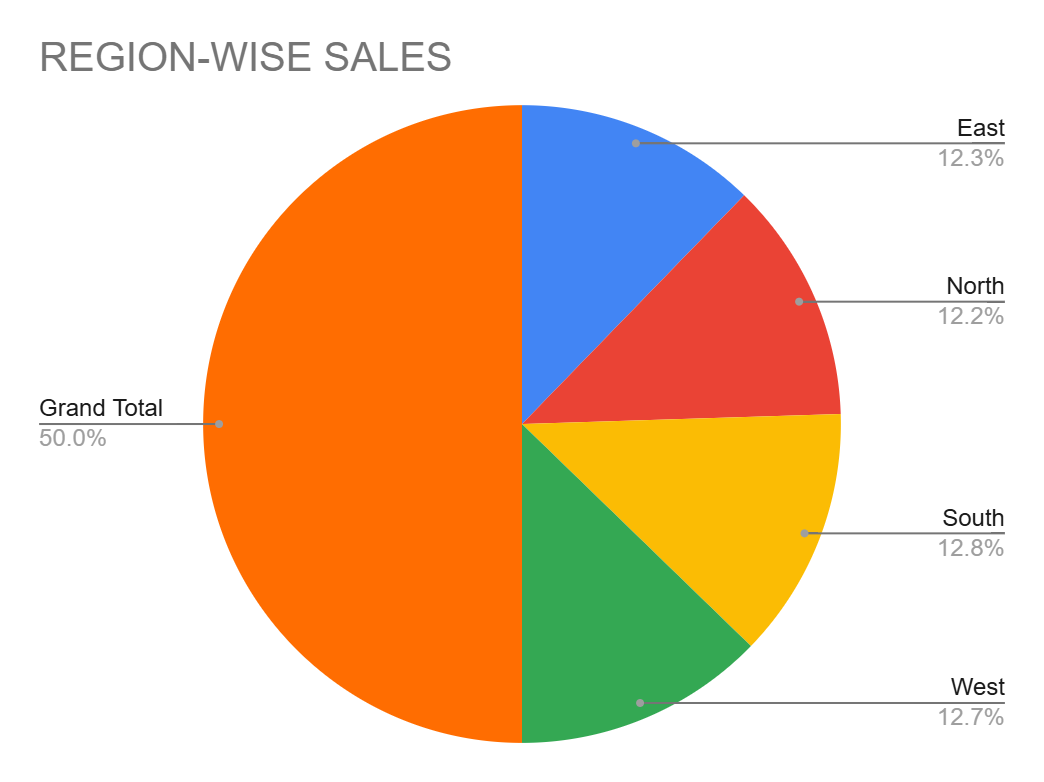 REGION-WISE SALES
East
12.3%
North
12.2%
Grand Total
50.0%
South
12.8%
West
12.7%